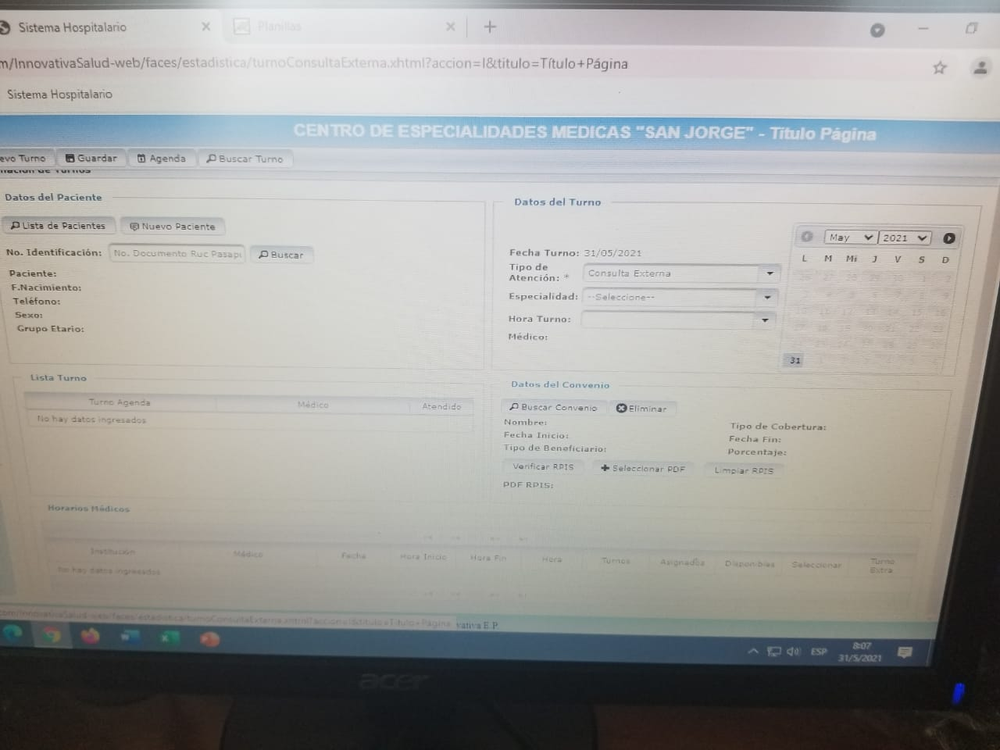 Sistema Hospitalario
Planillas
m/InnovativaSalud-web/faces/estadistica/turnoConsultaExterna.xhtml?accion=I&titulo=Título+Página
Sistema Hospitalario
CENTRO DE ESPECIALIDADES MEDICAS "SAN JORGE" - Título Página
evo Turno Guardar Agenda Buscar Turno
Datos del Paciente
Lista de Pacientes Nuevo Paciente
No. Identificación: No. Documento Ruc Pasap Buscar
Paciente:
F.Nacimiento:
Teléfono:
Sexo:
Grupo Etario:
Datos del Turno
Fecha Turno: 31/05/2021
Tipo de Atención: * Consulta Externa
Especialidad: --Seleccione--
Hora Turno:
Médico:
May 2021
L M Mi J V S D
31
Lista Turno
Turno Agenda Médico Atendido
No hay datos ingresados
Datos del Convenio
Buscar Convenio Eliminar
Nombre:
Fecha Inicio:
Tipo de Beneficiario:
Tipo de Cobertura:
Fecha Fin:
Porcentaje:
Verificar RPIS Seleccionar PDF Limpiar RPIS
PDF RPIS:
Horarios Médicos
Institución Médico Fecha Hora Inicio Hora Fin Hora Turnos Asignados Disponibles Seleccionar Turno Extra
No hay datos ingresados
com/InnovativaSalud-web/faces/estadistica/turnoConsultaExterna.xhtml?accion=I&titulo=Título+Página
vativa E.P.
ESP
8:07
31/5/2021
acer